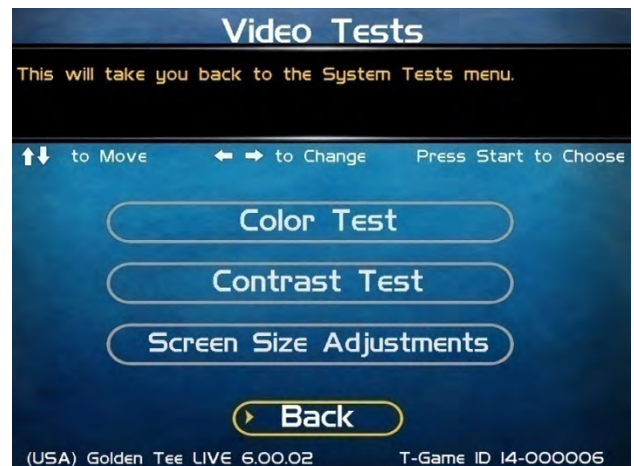 Video Tests
This will take you back to the System Tests menu.
to Move to Change Press Start to Choose
Color Test
Contrast Test
Screen Size Adjustments
Back
(USA) Golden Tee LIVE 6.00.02 T-Game ID 14-000006